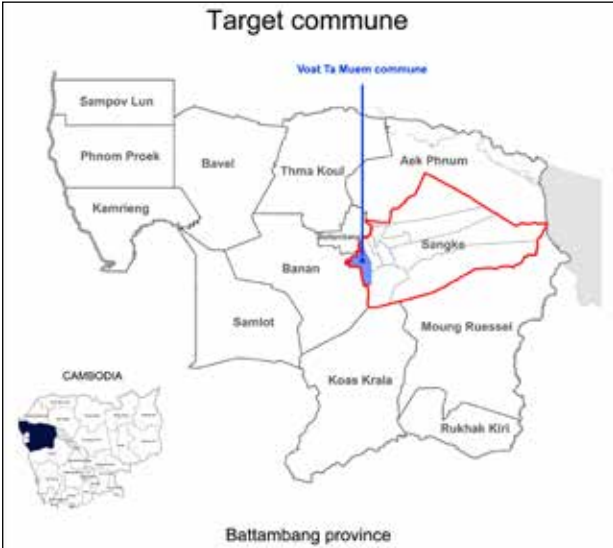 Target commune
Voat Ta Muem commune
Sampov Lun
Phnom Proek
Bavel
Thma Koul
Aek Phnum
Kamrieng
Battambang
Sangke
Banan
Samlot
Moung Ruessei
Koas Krala
Rukhak Kiri
CAMBODIA
Battambang province